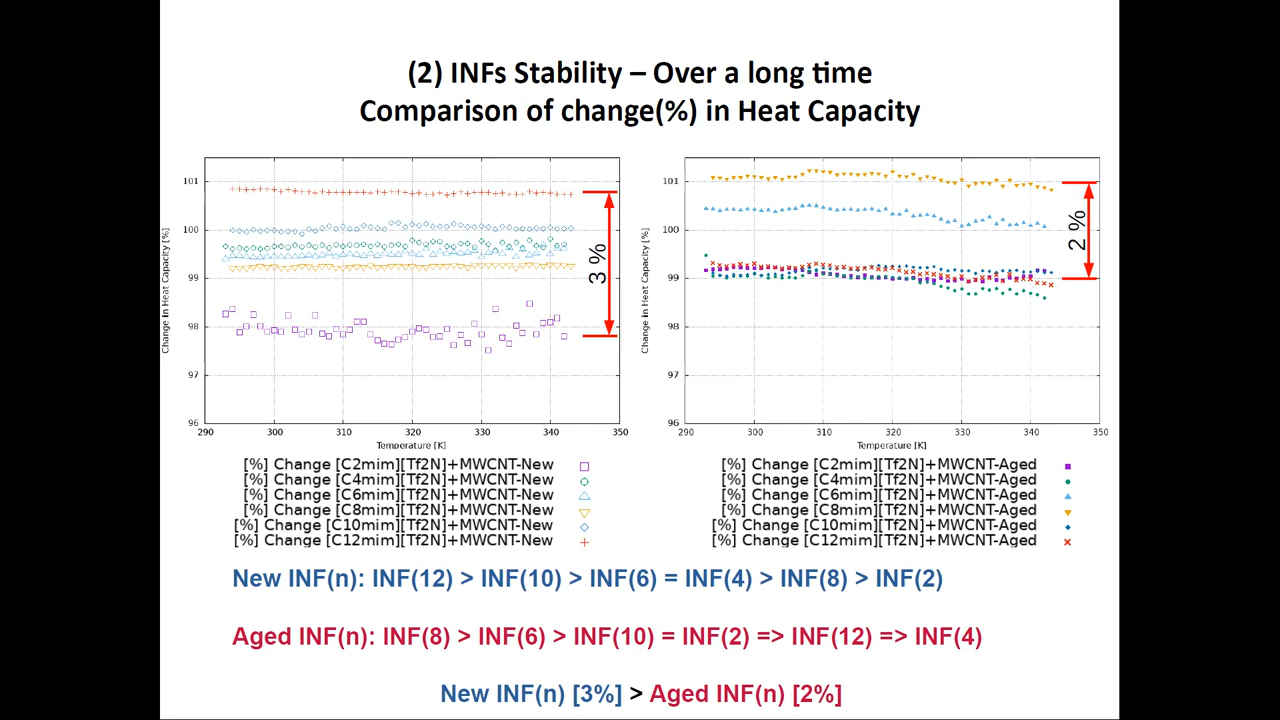 (2) INFs Stability – Over a long time
Comparison of change(%) in Heat Capacity
101
100
99
98
97
96
290
300
310
320
330
340
350
Change in Heat Capacity [%]
Temperature [K]
3 %
[%] Change [C2mim][Tf2N]+MWCNT-New
[%] Change [C4mim][Tf2N]+MWCNT-New
[%] Change [C6mim][Tf2N]+MWCNT-New
[%] Change [C8mim][Tf2N]+MWCNT-New
[%] Change [C10mim][Tf2N]+MWCNT-New
[%] Change [C12mim][Tf2N]+MWCNT-New
101
100
99
98
97
96
290
300
310
320
330
340
350
Change in Heat Capacity [%]
Temperature [K]
2 %
[%] Change [C2mim][Tf2N]+MWCNT-Aged
[%] Change [C4mim][Tf2N]+MWCNT-Aged
[%] Change [C6mim][Tf2N]+MWCNT-Aged
[%] Change [C8mim][Tf2N]+MWCNT-Aged
[%] Change [C10mim][Tf2N]+MWCNT-Aged
[%] Change [C12mim][Tf2N]+MWCNT-Aged
New INF(n): INF(12) > INF(10) > INF(6) = INF(4) > INF(8) > INF(2)
Aged INF(n): INF(8) > INF(6) > INF(10) = INF(2) => INF(12) => INF(4)
New INF(n) [3%] > Aged INF(n) [2%]